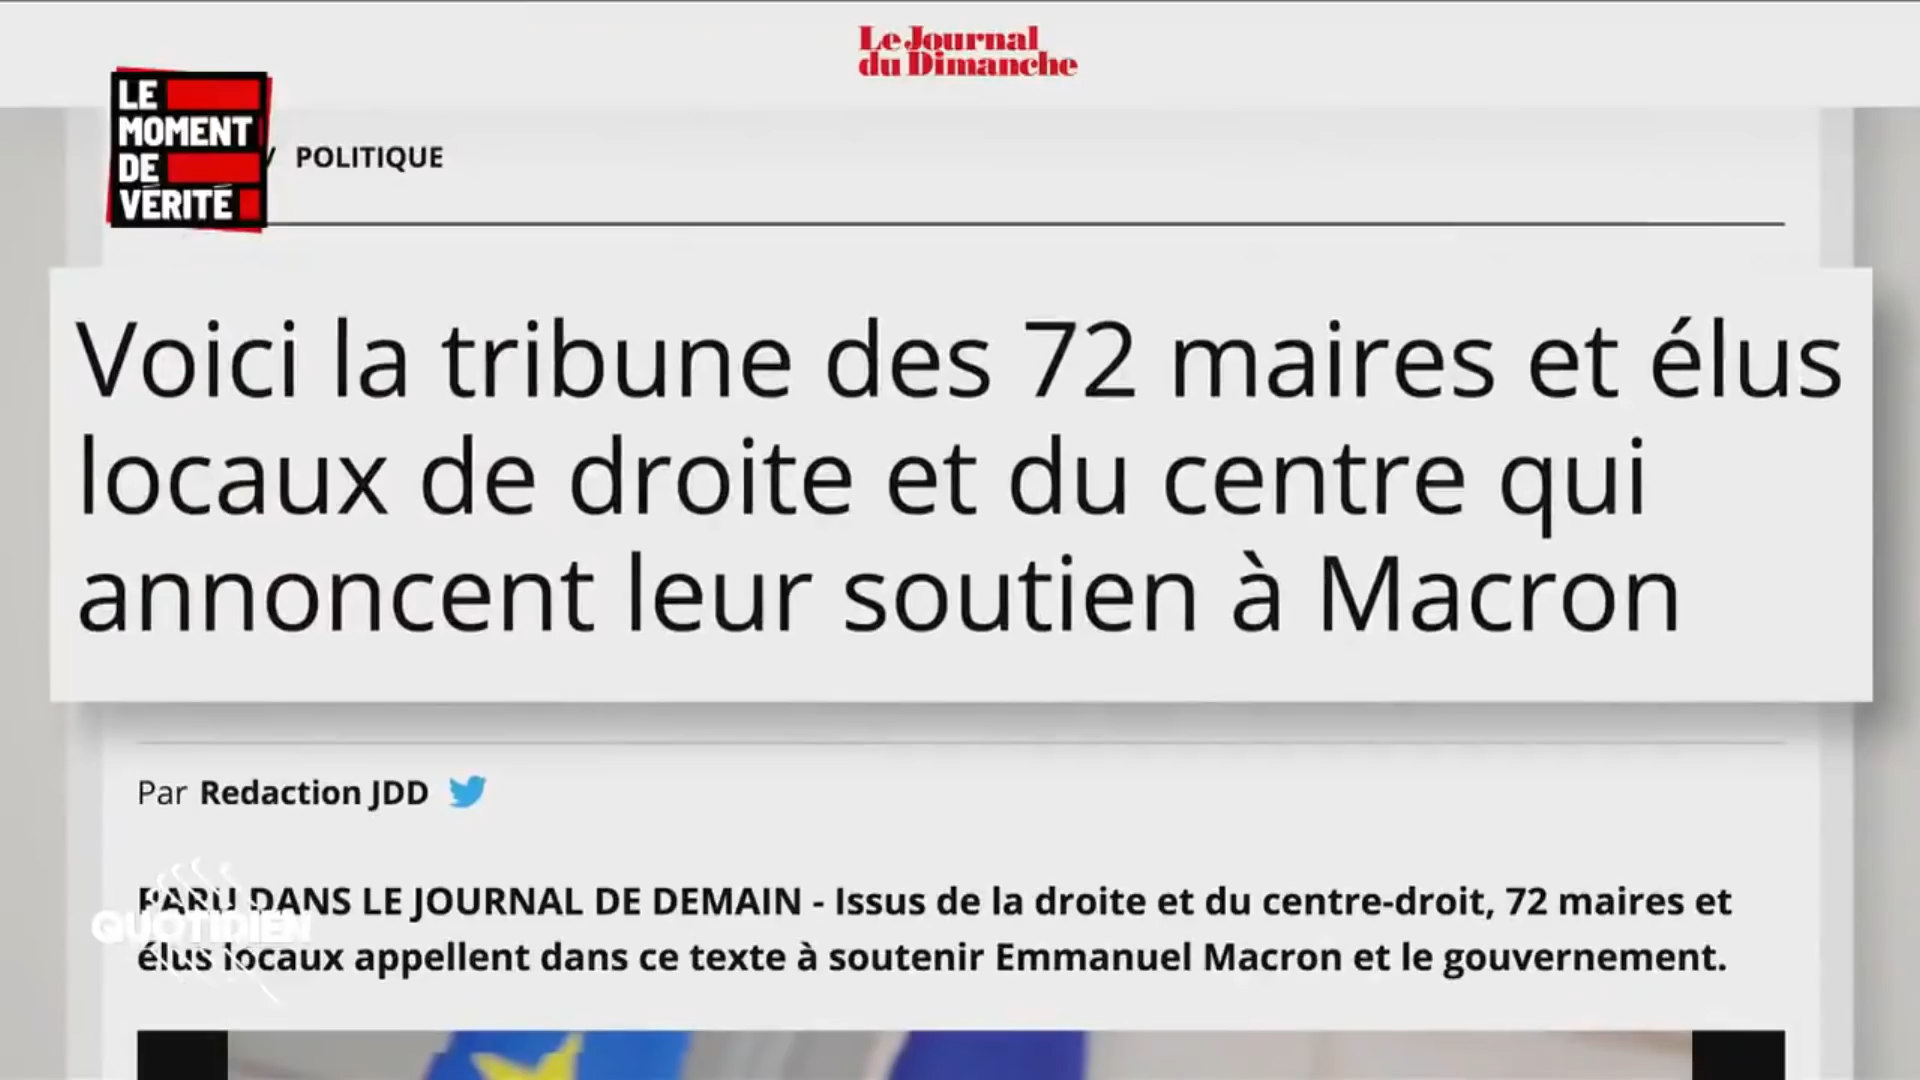 Le Journal
du Dimanche
LE
MOMENT
DE
VÉRITÉ
/ POLITIQUE
Voici la tribune des 72 maires et élus
locaux de droite et du centre qui
annoncent leur soutien à Macron
Par Redaction JDD
PARU DANS LE JOURNAL DE DEMAIN - Issus de la droite et du centre-droit, 72 maires et
élus locaux appellent dans ce texte à soutenir Emmanuel Macron et le gouvernement.
QUOTIDIEN